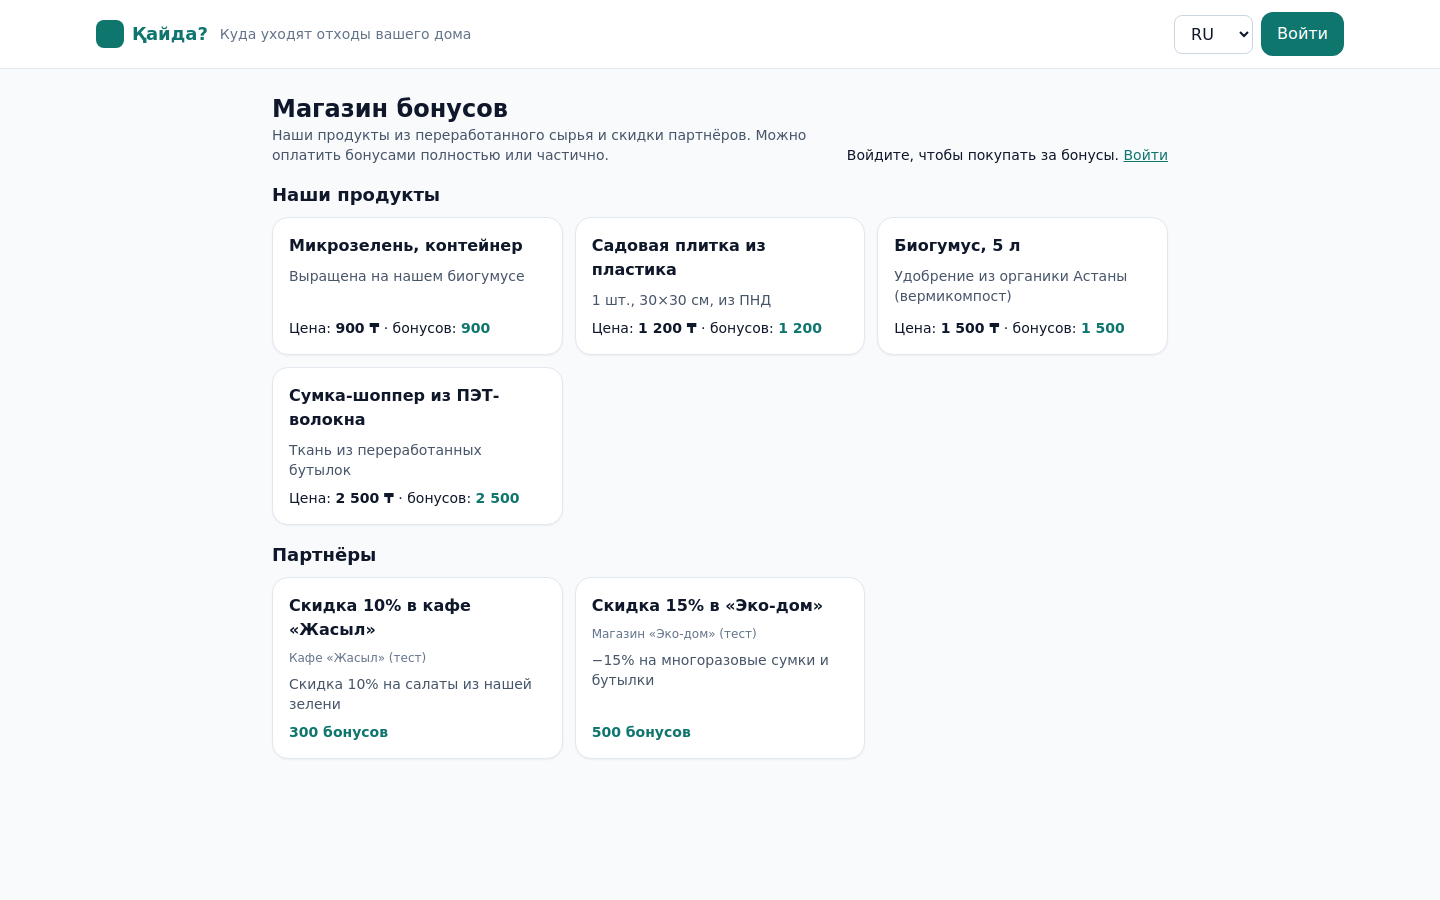 Қайда?
Куда уходят отходы вашего дома
RU
Войти
Магазин бонусов
Наши продукты из переработанного сырья и скидки партнёров. Можно
оплатить бонусами полностью или частично.
Войдите, чтобы покупать за бонусы. Войти
Наши продукты
Микрозелень, контейнер
Выращена на нашем биогумусе
Цена: 900 ₸ · бонусов: 900
Садовая плитка из
пластика
1 шт., 30×30 см, из ПНД
Цена: 1 200 ₸ · бонусов: 1 200
Биогумус, 5 л
Удобрение из органики Астаны
(вермикомпост)
Цена: 1 500 ₸ · бонусов: 1 500
Сумка-шоппер из ПЭТ-
волокна
Ткань из переработанных
бутылок
Цена: 2 500 ₸ · бонусов: 2 500
Партнёры
Скидка 10% в кафе
«Жасыл»
Кафе «Жасыл» (тест)
Скидка 10% на салаты из нашей
зелени
300 бонусов
Скидка 15% в «Эко-дом»
Магазин «Эко-дом» (тест)
−15% на многоразовые сумки и
бутылки
500 бонусов